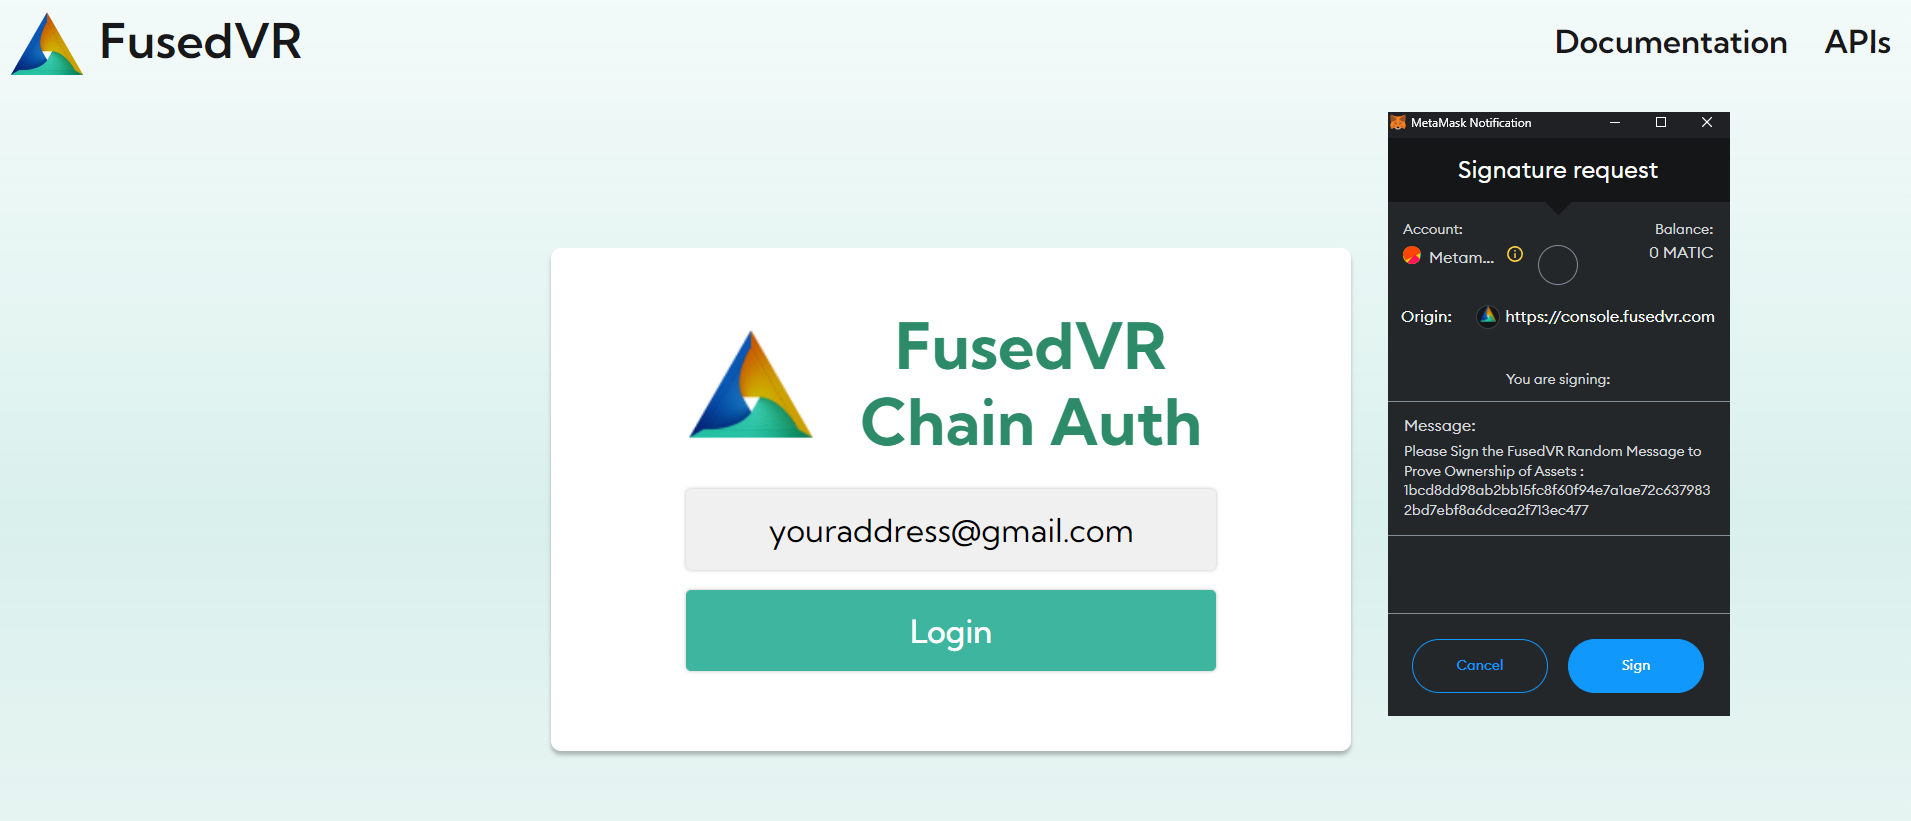 FusedVR
Documentation
APIs
FusedVR
Chain Auth
youraddress@gmail.com
Login
MetaMask Notification
Signature request
Account:
Balance:
Metam...
0 MATIC
Origin:
https://console.fusedvr.com
You are signing:
Message:
Please Sign the FusedVR Random Message to
Prove Ownership of Assets :
1bcd8dd98ab2bb15fc8f60f94e7a1ae72c637983
2bd7ebf8a6dcea2f713ec477
Cancel
Sign